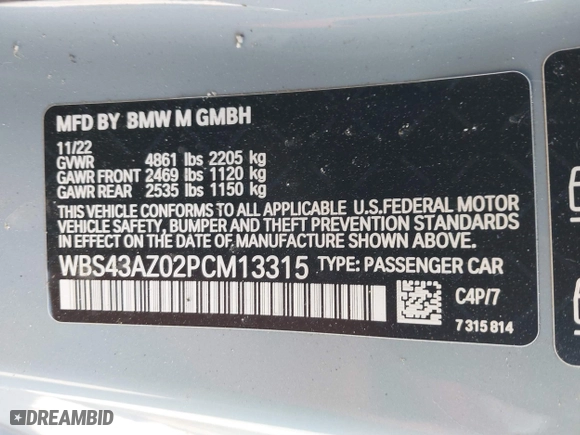 MFD BY BMW M GMBH
11/22
GVWR 4861 lbs 2205 kg
GAWR FRONT 2469 lbs 1120 kg
GAWR REAR 2535 lbs 1150 kg
THIS VEHICLE CONFORMS TO ALL APPLICABLE U.S.FEDERAL MOTOR
VEHICLE SAFETY, BUMPER AND THEFT PREVENTION STANDARDS
IN EFFECT ON THE DATE OF MANUFACTURE SHOWN ABOVE.
WBS43AZ02PCM13315 TYPE: PASSENGER CAR
C4P/7
7 315 814
DREAMBID